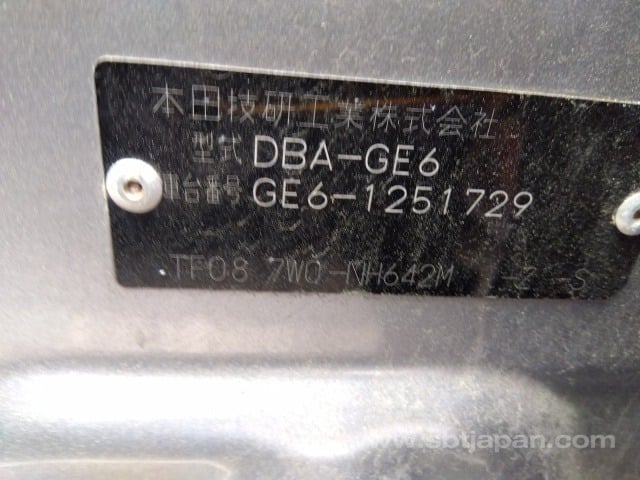 本田技研工業株式会社
型式 DBA-GE6
車台番号 GE6-1251729
TF08 7W0-NH642M -Z -S
www.sbtjapan.com